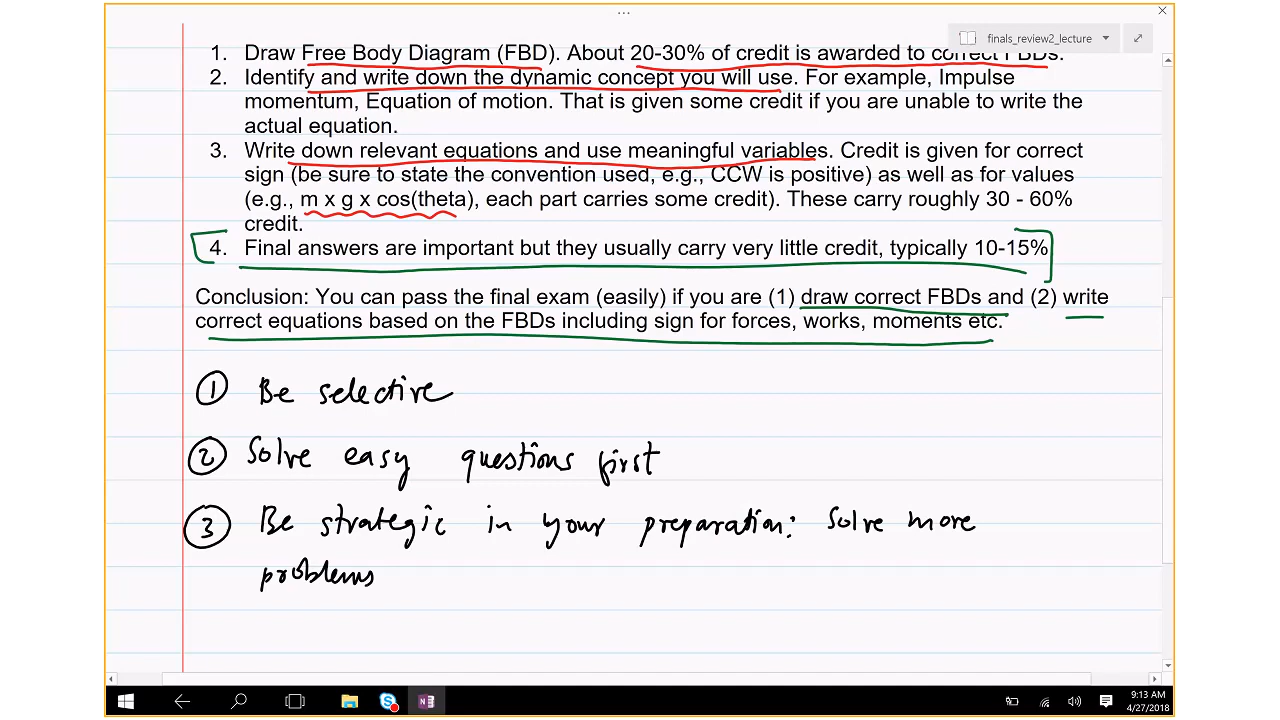 ...
finals_review2_lecture
1. Draw Free Body Diagram (FBD). About 20-30% of credit is awarded to correct FBDs.
2. Identify and write down the dynamic concept you will use. For example, Impulse
momentum, Equation of motion. That is given some credit if you are unable to write the
actual equation.
3. Write down relevant equations and use meaningful variables. Credit is given for correct
sign (be sure to state the convention used, e.g., CCW is positive) as well as for values
(e.g., m x g x cos(theta), each part carries some credit). These carry roughly 30 - 60%
credit.
4. Final answers are important but they usually carry very little credit, typically 10-15%
Conclusion: You can pass the final exam (easily) if you are (1) draw correct FBDs and (2) write
correct equations based on the FBDs including sign for forces, works, moments etc.
1 Be selective
2 Solve easy questions first
3 Be strategic in your preparation: Solve more
problems
9:13 AM
4/27/2018